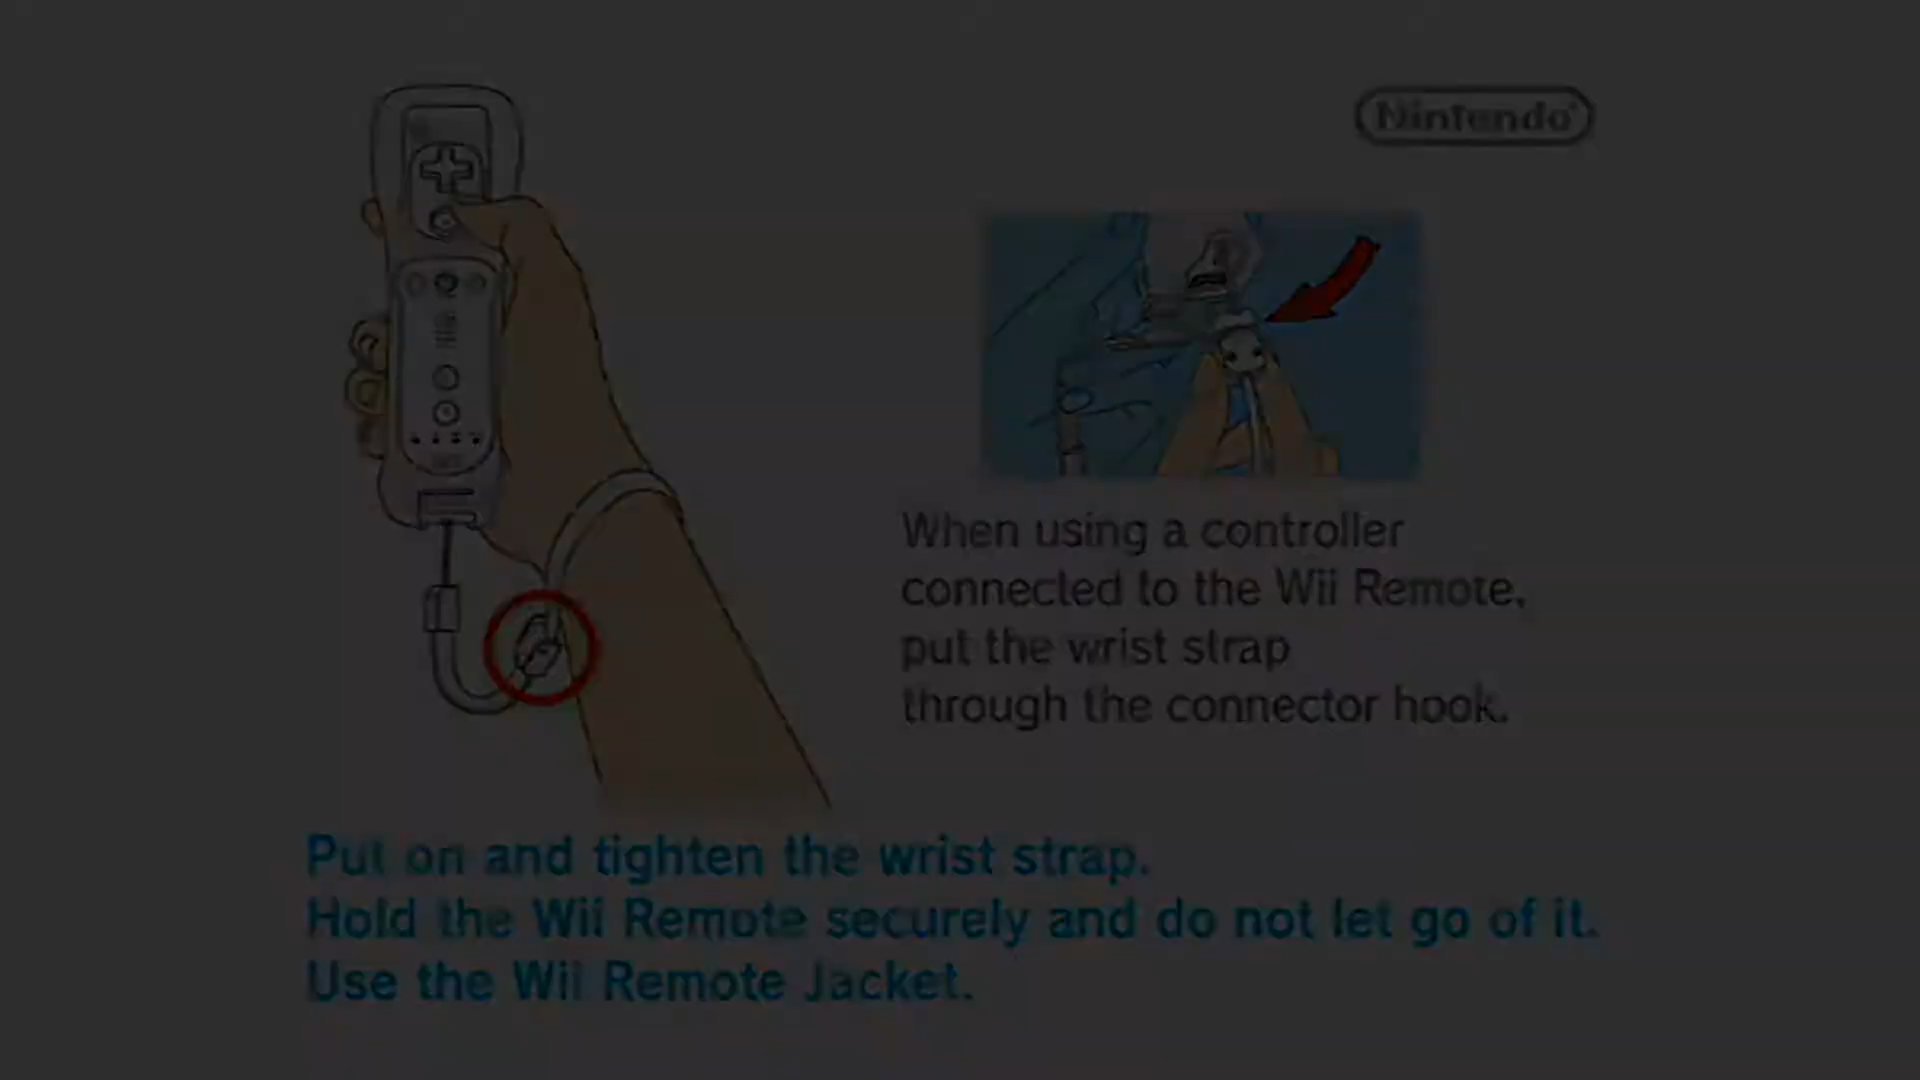 Nintendo
When using a controller
connected to the Wii Remote,
put the wrist strap
through the connector hook.
Put on and tighten the wrist strap.
Hold the Wii Remote securely and do not let go of it.
Use the Wii Remote Jacket.